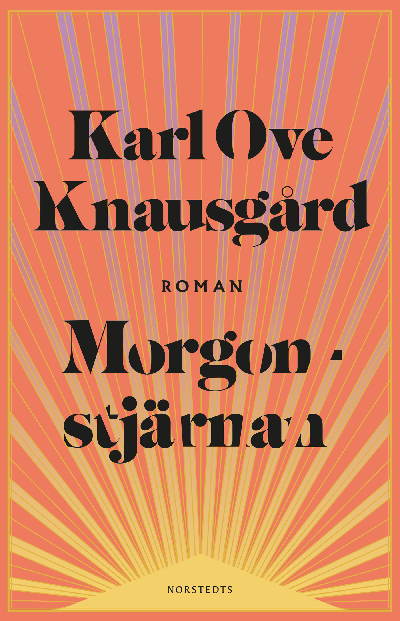 Karl Ove
Knausgård
ROMAN
Morgon-
stjärnan
NORSTEDTS